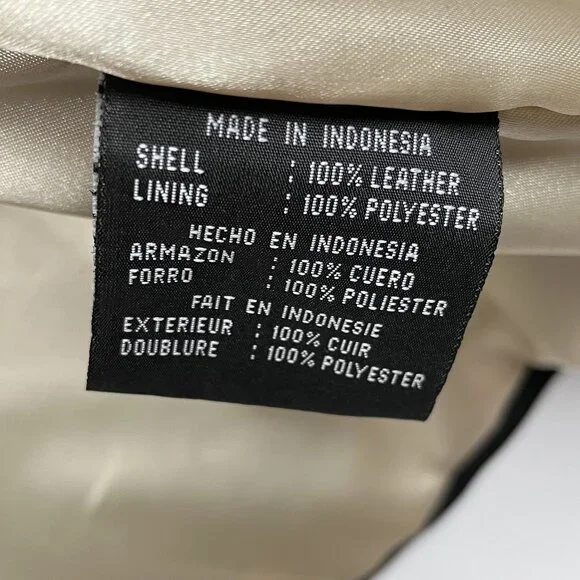 MADE IN INDONESIA
SHELL : 100% LEATHER
LINING : 100% POLYESTER
HECHO EN INDONESIA
ARMAZON : 100% CUERO
FORRO : 100% POLIESTER
FAIT EN INDONESIE
EXTERIEUR : 100% CUIR
DOUBLURE : 100% POLYESTER